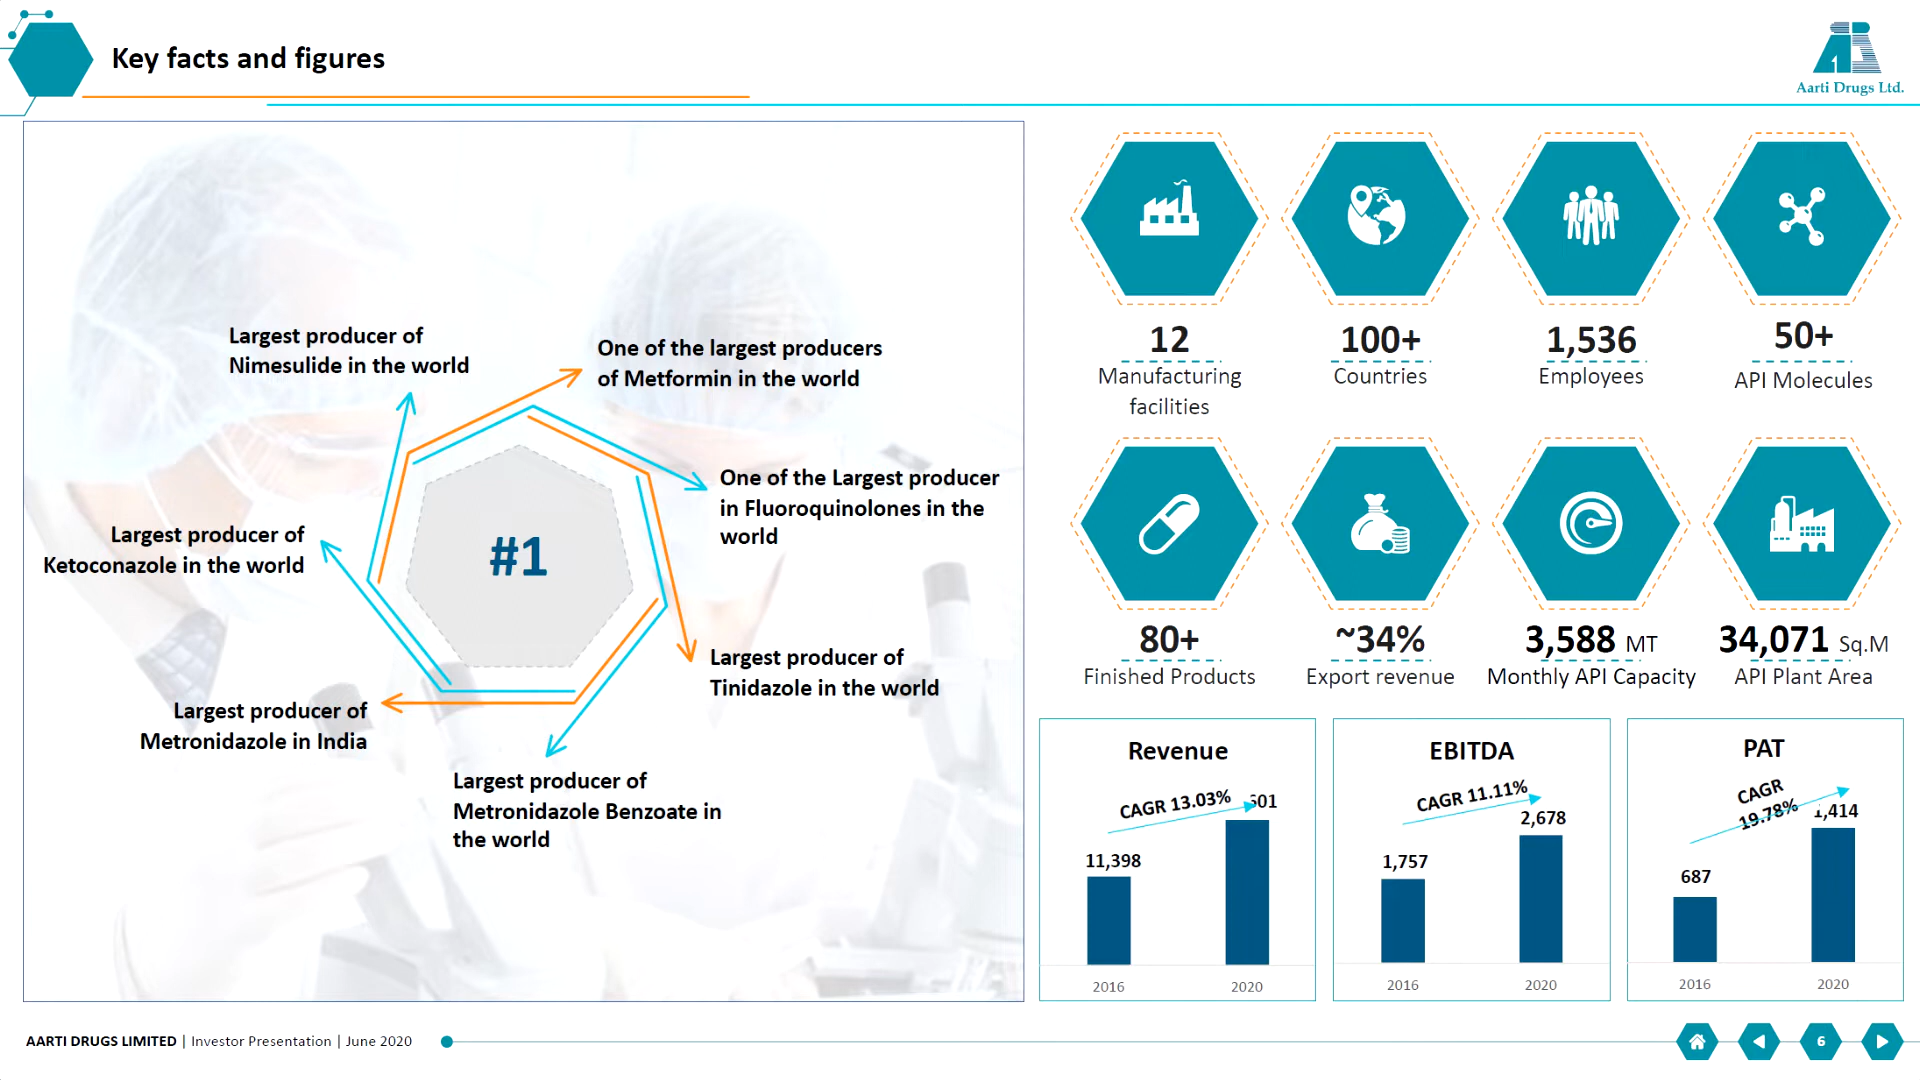 Key facts and figures
Aarti Drugs Ltd.
Largest producer of
Nimesulide in the world
One of the largest producers
of Metformin in the world
One of the Largest producer
in Fluoroquinolones in the
world
Largest producer of
Ketoconazole in the world
#1
Largest producer of
Tinidazole in the world
Largest producer of
Metronidazole in India
Largest producer of
Metronidazole Benzoate in
the world
12
Manufacturing
facilities
100+
Countries
1,536
Employees
50+
API Molecules
80+
Finished Products
~34%
Export revenue
3,588 MT
Monthly API Capacity
34,071 Sq.M
API Plant Area
Revenue
CAGR 13.03%
11,398
2016
2020
EBITDA
CAGR 11.11%
2,678
1,757
2016
2020
PAT
CAGR
19.78%
1,414
687
2016
2020
AARTI DRUGS LIMITED | Investor Presentation | June 2020
6